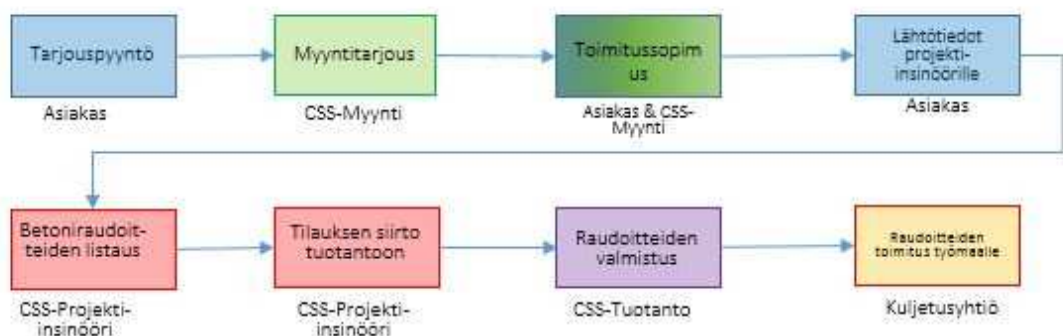 Tarjouspyyntö
Asiakas
Myyntitarjous
CSS-Myynti
Toimitussopim
us
Asiakas & CSS-
Myynti
Lähtötiedot
projekti-
insinöörille
Asiakas
Betoniraudoit-
teiden listaus
CSS-Projekti-
insinööri
Tilauksen siirto
tuotantoon
CSS-Projekti-
insinööri
Raudoitteiden
valmistus
CSS-Tuotanto
Raudoitteiden
toimitus työmaalle
Kuljetusyhtiö